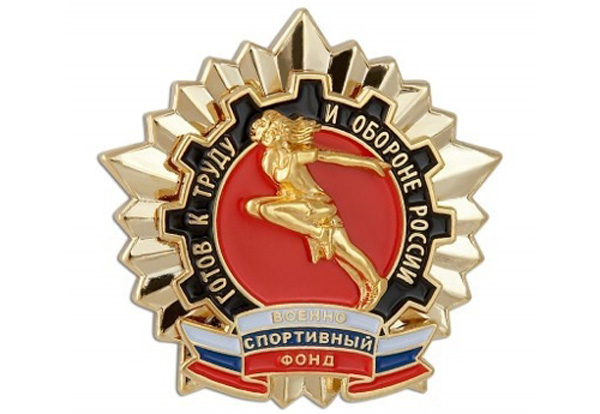 ГОТОВ К ТРУДУ И ОБОРОНЕ РОССИИ
ВОЕННО
СПОРТИВНЫЙ
ФОНД